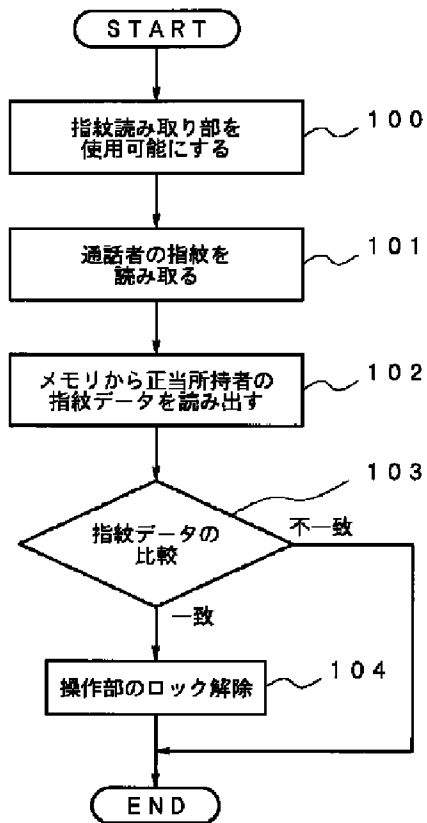 START
指紋読み取り部を
使用可能にする
100
通話者の指紋を
読み取る
101
メモリから正当所持者の
指紋データを読み出す
102
103
指紋データの
比較
不一致
一致
操作部のロック解除
104
END